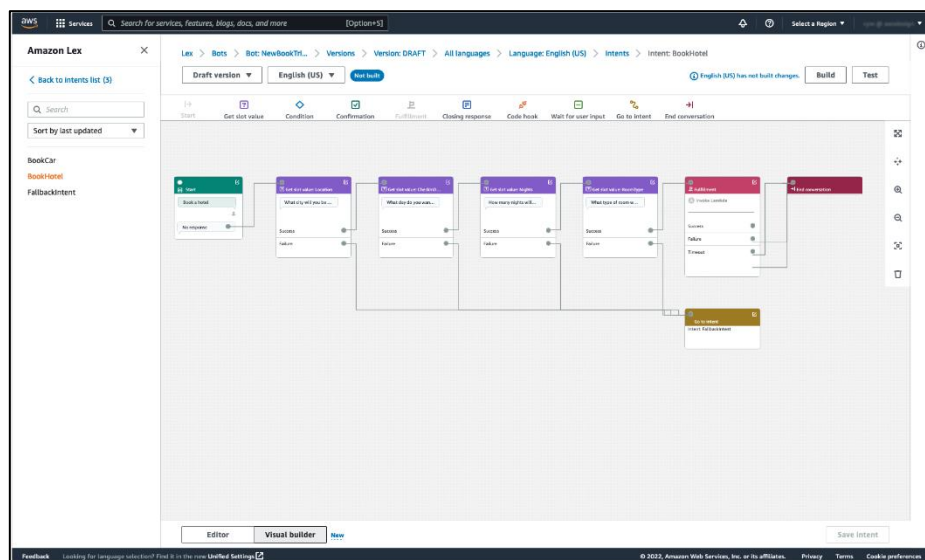 aws Services Search for services, features, blogs, docs, and more [Option+S] Select a Region
Amazon Lex
Lex > Bots > Bot: NewBookTri... > Versions > Version: DRAFT > All languages > Language: English (US) > Intents > Intent: BookHotel
Back to intents list (3)
Draft version English (US) Not built English (US) has not built changes. Build Test
Search
Sort by last updated
Start Get slot value Condition Confirmation Fulfillment Closing response Code hook Wait for user input Go to intent End conversation
BookCar
BookHotel
FallbackIntent
Start
Book a hotel
No response
Get slot value: Location
What city will you be ...
Success
Failure
Get slot value:
What day do you wan...
Success
Failure
Get slot value: Nights
How many nights will...
Success
Failure
Get slot value: RoomType
What type of room w...
Success
Failure
Fulfillment
Invoke Lambda
Success
Failure
Timeout
End conversation
Go to intent
Intent: FallbackIntent
Editor Visual builder New Save intent
Feedback Looking for language selection? Find it in the new Unified Settings © 2022, Amazon Web Services, Inc. or its affiliates. Privacy Terms Cookie preferences